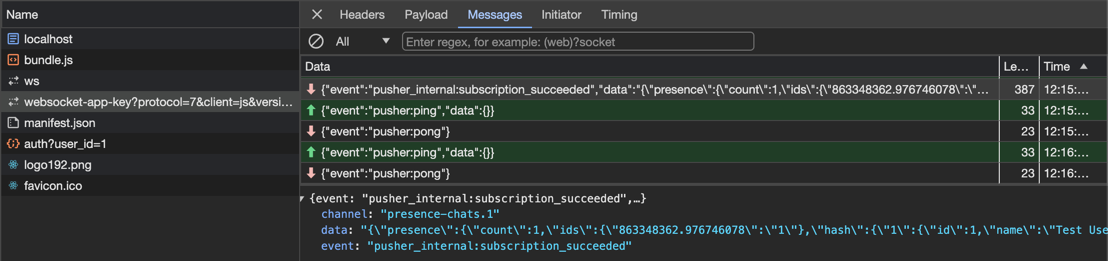 Name
localhost
bundle.js
ws
websocket-app-key?protocol=7&client=js&versi…
manifest.json
auth?user_id=1
logo192.png
favicon.ico
Headers Payload Messages Initiator Timing
All Enter regex, for example: (web)?socket
Data Le… Time
{"event":"pusher_internal:subscription_succeeded","data":"{\"presence\":{\"count\":1,\"ids\":{\"863348362.976746078\":\"… 387 12:15:…
{"event":"pusher:ping","data":{}} 33 12:15:…
{"event":"pusher:pong"} 23 12:15:…
{"event":"pusher:ping","data":{}} 33 12:16:…
{"event":"pusher:pong"} 23 12:16:…
{event: "pusher_internal:subscription_succeeded",…}
channel: "presence-chats.1"
data: "{\"presence\":{\"count\":1,\"ids\":{\"863348362.976746078\":\"1\"},\"hash\":{\"1\":{\"id\":1,\"name\":\"Test Use
event: "pusher_internal:subscription_succeeded"